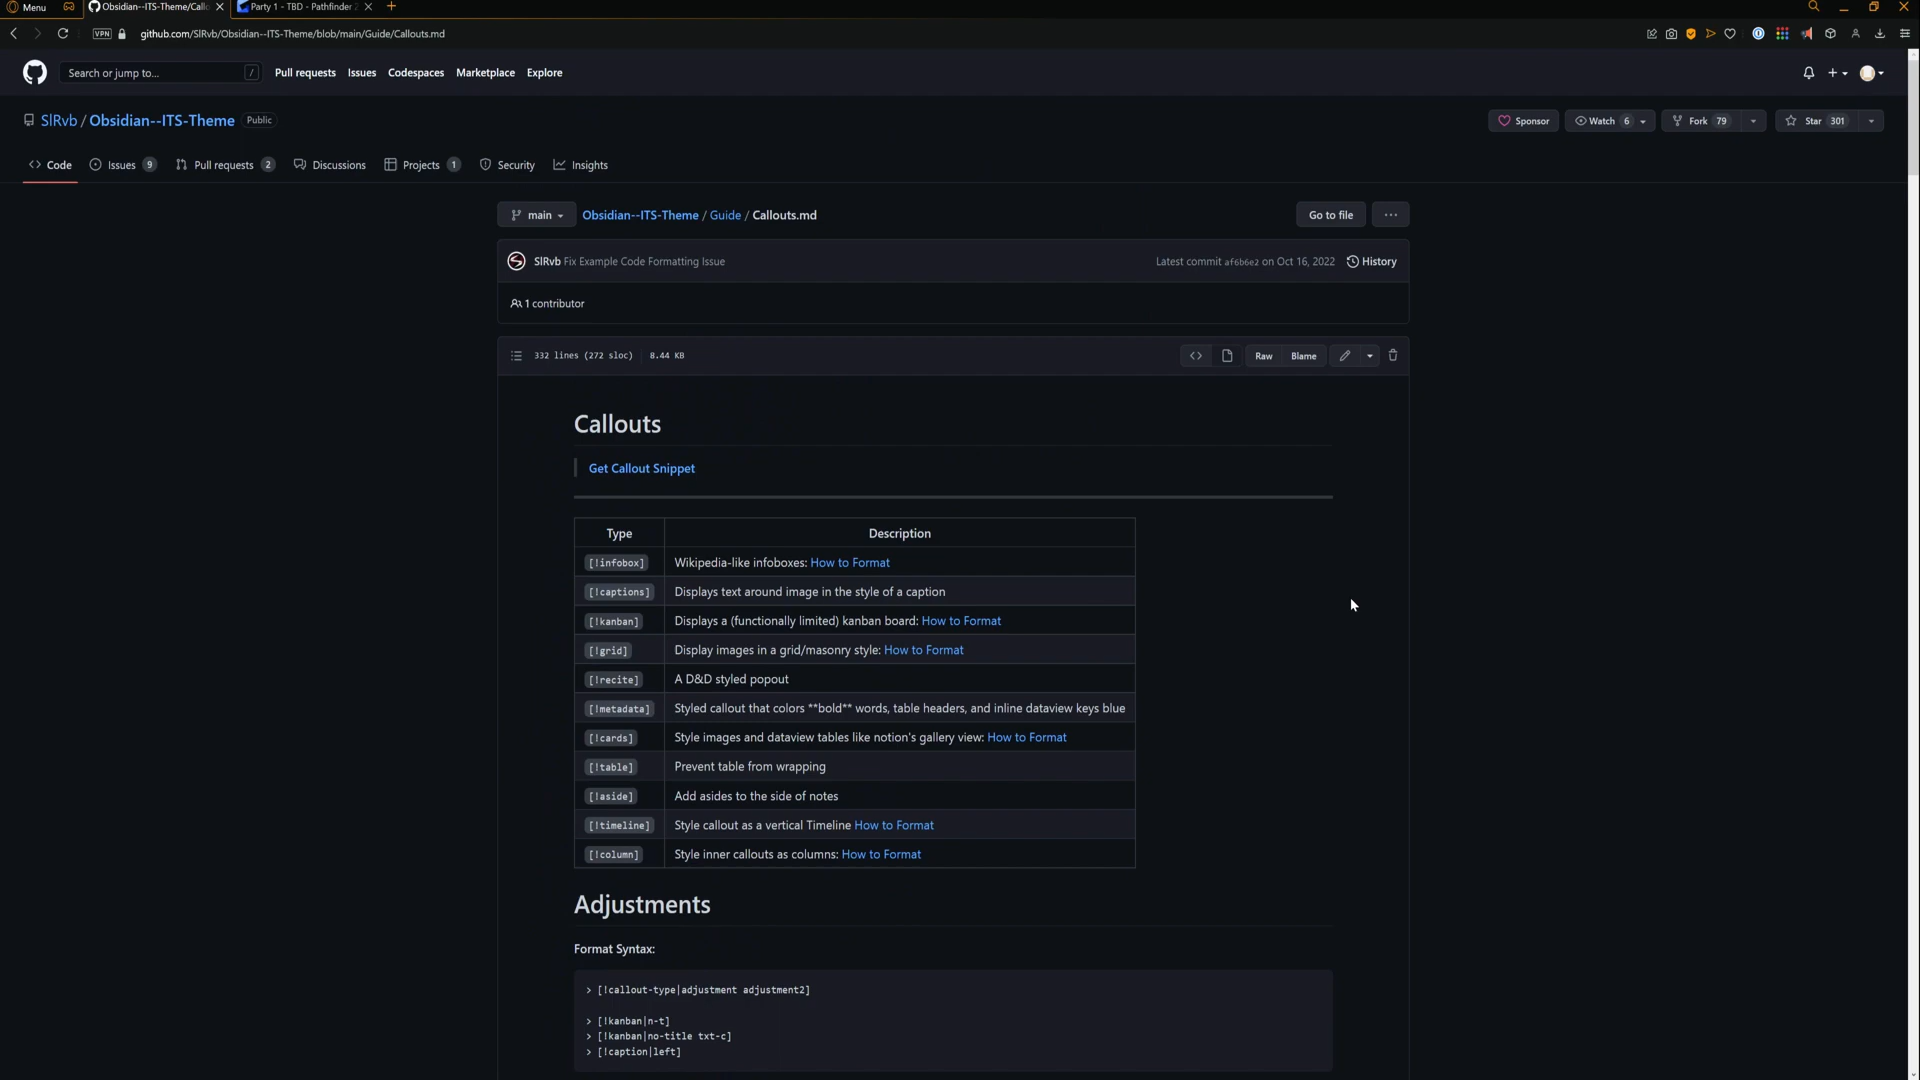 Menu
Obsidian--ITS-Theme/Callo
Party 1 - TBD - Pathfinder 2
VPN
github.com/SlRvb/Obsidian--ITS-Theme/blob/main/Guide/Callouts.md
Search or jump to...
/
Pull requests
Issues
Codespaces
Marketplace
Explore
SlRvb / Obsidian--ITS-Theme
Public
Sponsor
Watch 6
Fork 79
Star 301
Code
Issues 9
Pull requests 2
Discussions
Projects 1
Security
Insights
main
Obsidian--ITS-Theme / Guide / Callouts.md
Go to file
SlRvb Fix Example Code Formatting Issue
Latest commit af6b6e2 on Oct 16, 2022
History
1 contributor
332 lines (272 sloc)
8.44 KB
Raw
Blame
Callouts
Get Callout Snippet
Type Description
[!infobox] Wikipedia-like infoboxes: How to Format
[!captions] Displays text around image in the style of a caption
[!kanban] Displays a (functionally limited) kanban board: How to Format
[!grid] Display images in a grid/masonry style: How to Format
[!recite] A D&D styled popout
[!metadata] Styled callout that colors **bold** words, table headers, and inline dataview keys blue
[!cards] Style images and dataview tables like notion's gallery view: How to Format
[!table] Prevent table from wrapping
[!aside] Add asides to the side of notes
[!timeline] Style callout as a vertical Timeline How to Format
[!column] Style inner callouts as columns: How to Format
Adjustments
Format Syntax:
> [!callout-type|adjustment adjustment2]
> [!kanban|n-t]
> [!kanban|no-title txt-c]
> [!caption|left]